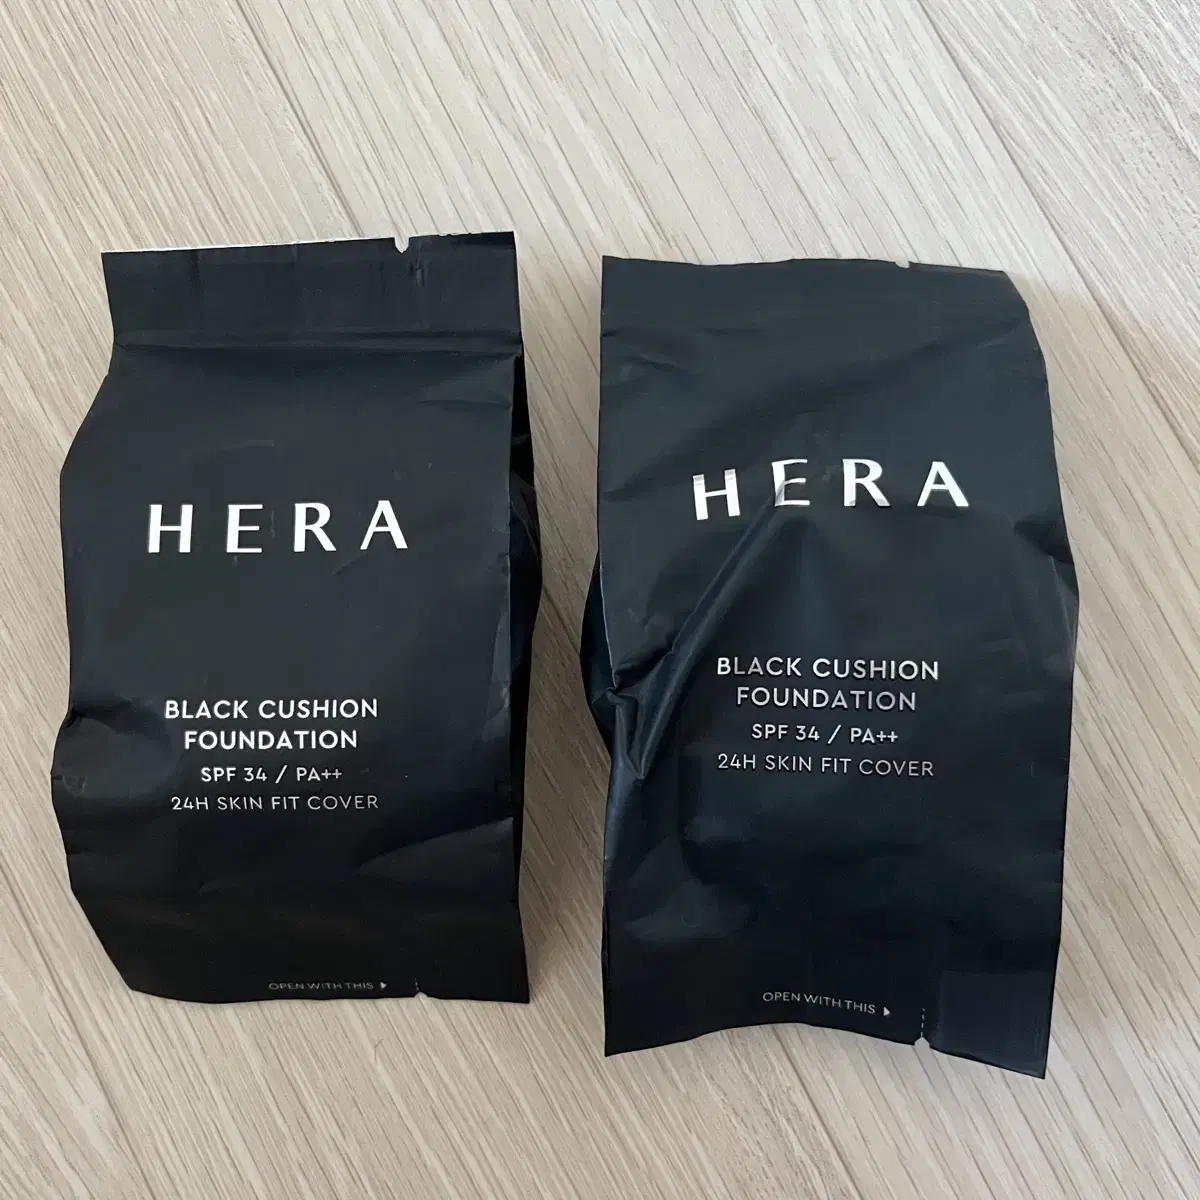 HERA
BLACK CUSHION
FOUNDATION
SPF 34 / PA++
24H SKIN FIT COVER
OPEN WITH THIS
HERA
BLACK CUSHION
FOUNDATION
SPF 34 / PA++
24H SKIN FIT COVER
OPEN WITH THIS